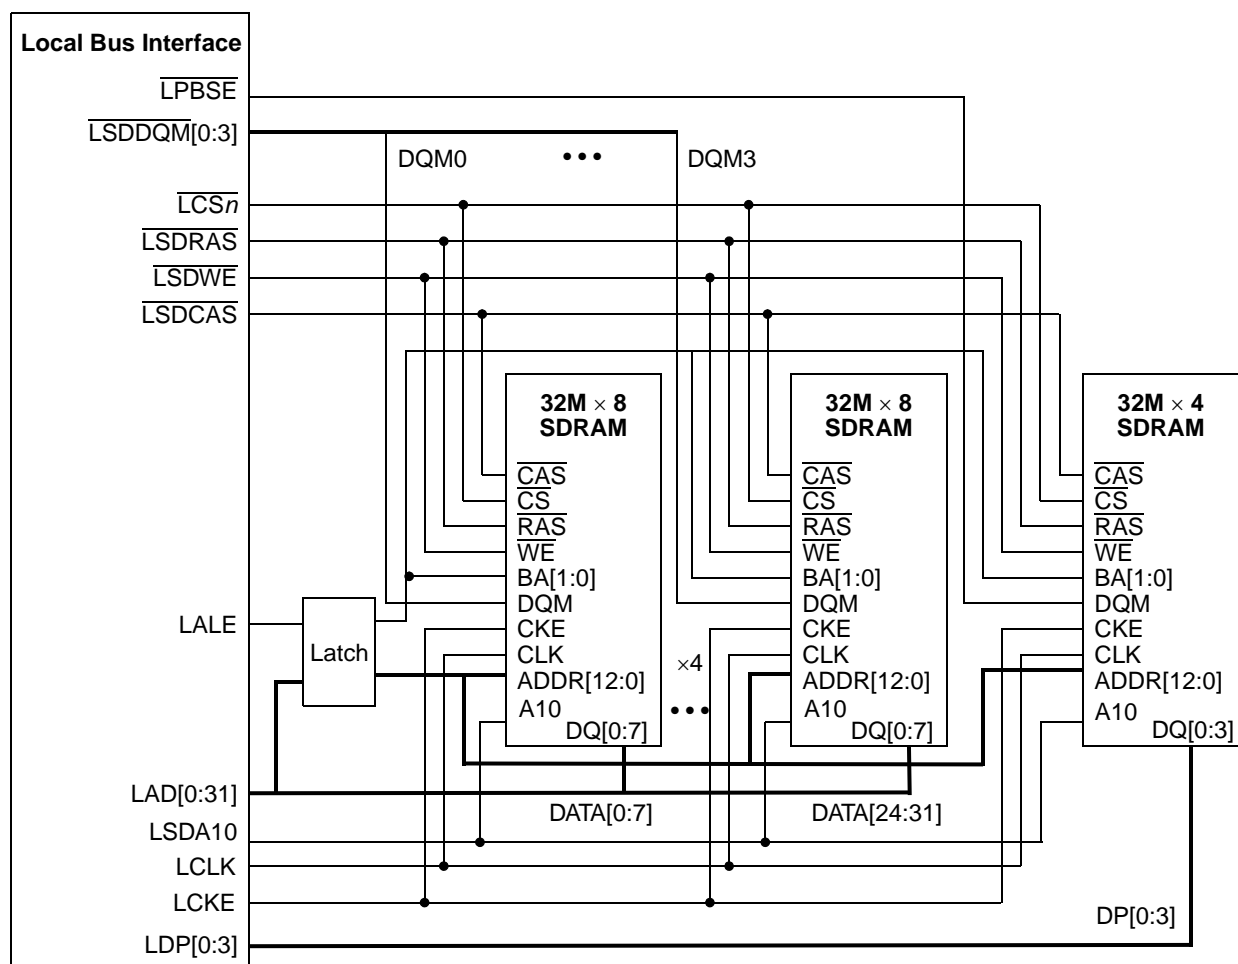 Local Bus Interface
LPBSE
LSDDQM[0:3]
DQM0
•••
DQM3
LCSn
LSDRAS
LSDWE
LSDCAS
LALE
Latch
LAD[0:31]
LSDA10
LCLK
LCKE
LDP[0:3]
32M × 8
SDRAM
CAS
CS
RAS
WE
BA[1:0]
DQM
CKE
CLK
ADDR[12:0]
A10
DQ[0:7]
DATA[0:7]
×4
•••
32M × 8
SDRAM
CAS
CS
RAS
WE
BA[1:0]
DQM
CKE
CLK
ADDR[12:0]
A10
DQ[0:7]
DATA[24:31]
32M × 4
SDRAM
CAS
CS
RAS
WE
BA[1:0]
DQM
CKE
CLK
ADDR[12:0]
A10
DQ[0:3]
DP[0:3]